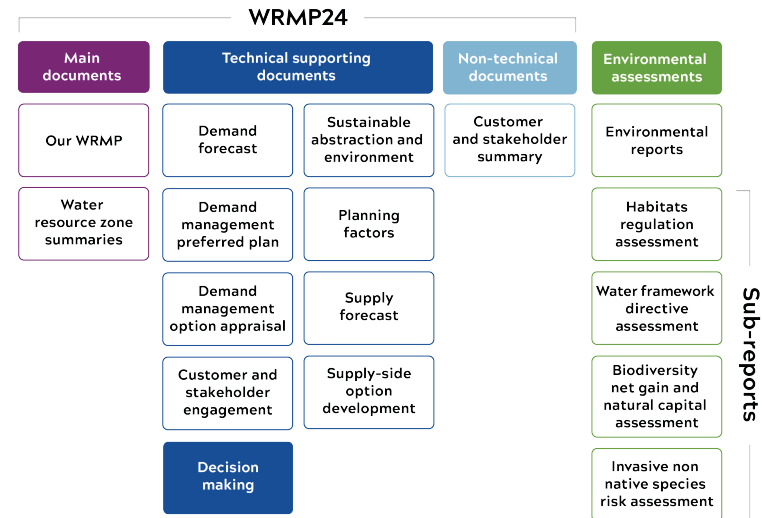 WRMP24
Main
documents
Technical supporting
documents
Non-technical
documents
Environmental
assessments
Our WRMP
Demand
forecast
Sustainable
abstraction and
environment
Customer
and stakeholder
summary
Environmental
reports
Water
resource zone
summaries
Demand
management
preferred plan
Planning
factors
Habitats
regulation
assessment
Demand
management
option appraisal
Supply
forecast
Water framework
directive
assessment
Customer and
stakeholder
engagement
Supply-side
option
development
Biodiversity
net gain and
natural capital
assessment
Decision
making
Invasive non
native species
risk assessment
Sub-reports